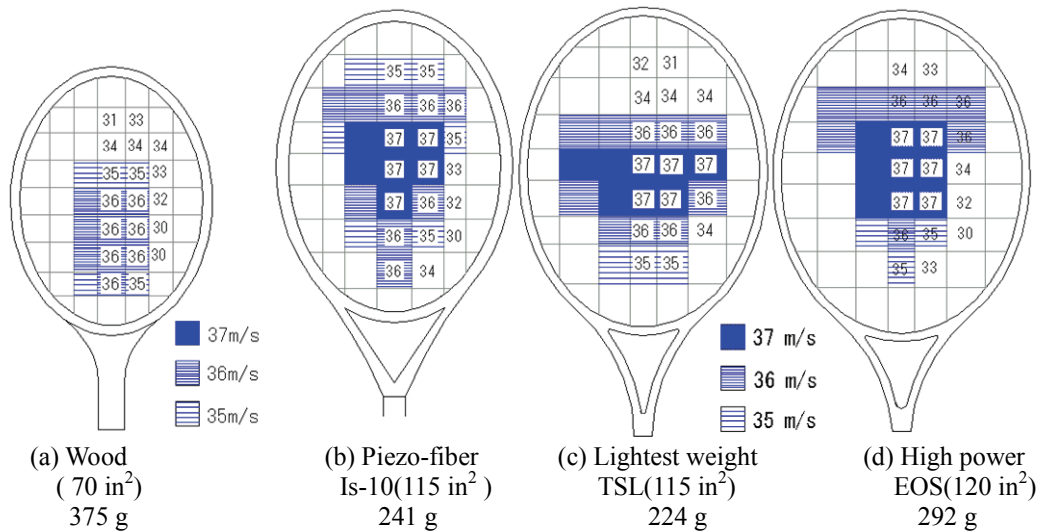 31 33
34 34 34
35 35 33
36 36 32
36 36 30
36 36 30
36 35
37m/s
36m/s
35m/s
(a) Wood
( 70 in²)
375 g
35 35
36 36 36
37 37 35
37 37 33
37 36 32
36 35 30
36 34
(b) Piezo-fiber
Is-10(115 in² )
241 g
32 31
34 34 34
36 36 36
37 37 37
37 37 36
36 36 34
35 35
37 m/s
36 m/s
35 m/s
(c) Lightest weight
TSL(115 in²)
224 g
34 33
36 36 36
37 37 36
37 37 34
37 37 32
36 35 30
35 33
(d) High power
EOS(120 in²)
292 g